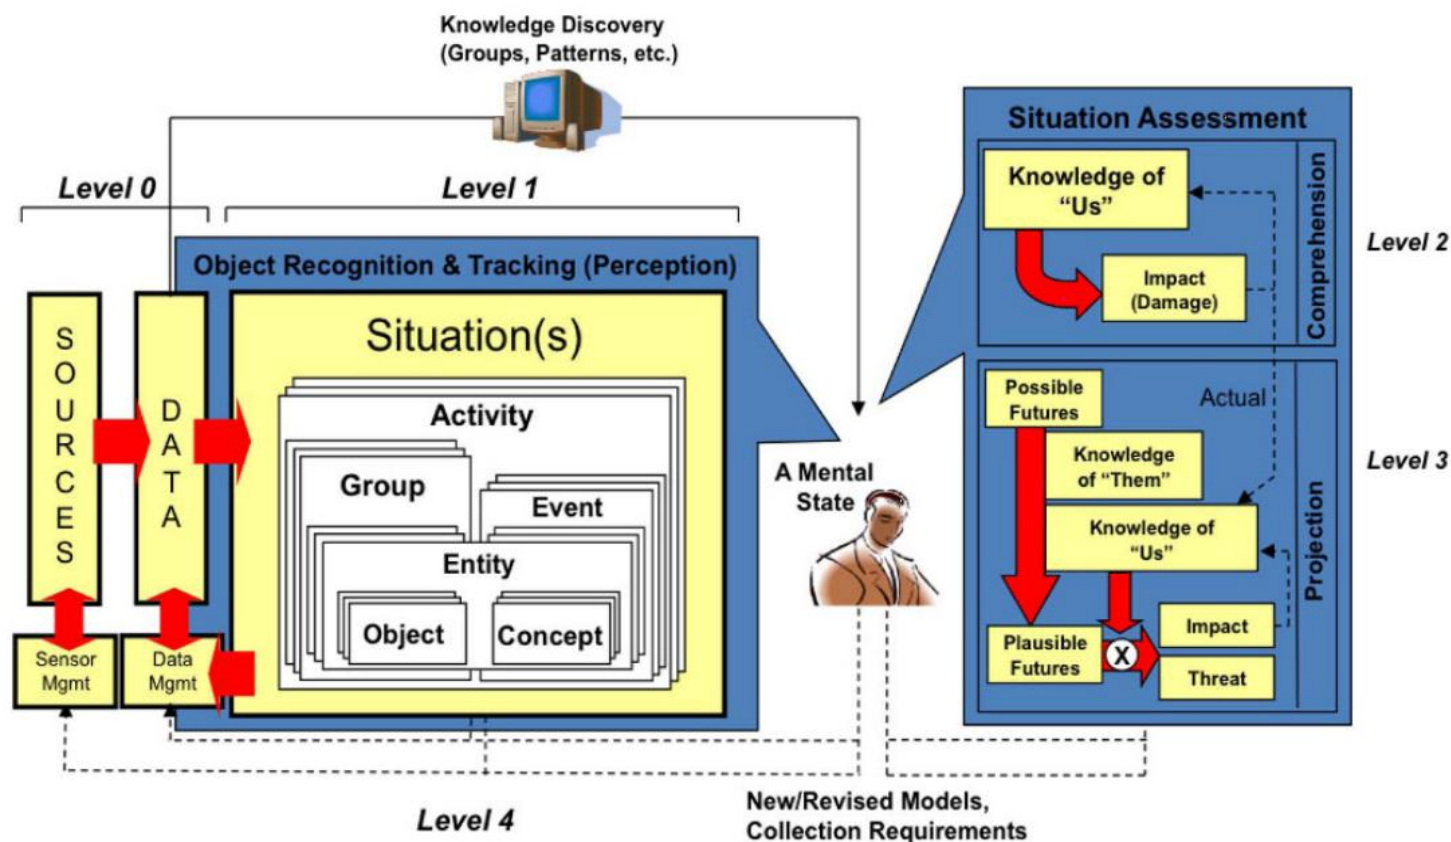 Knowledge Discovery
(Groups, Patterns, etc.)
Level 0
Level 1
Object Recognition & Tracking (Perception)
SOURCES
DATA
Situation(s)
Activity
Group
Event
Entity
Object
Concept
Sensor
Mgmt
Data
Mgmt
A Mental
State
Situation Assessment
Knowledge of
“Us”
Impact
(Damage)
Comprehension
Level 2
Possible
Futures
Actual
Knowledge
of “Them”
Knowledge of
“Us”
Plausible
Futures
X
Impact
Threat
Projection
Level 3
New/Revised Models,
Collection Requirements
Level 4